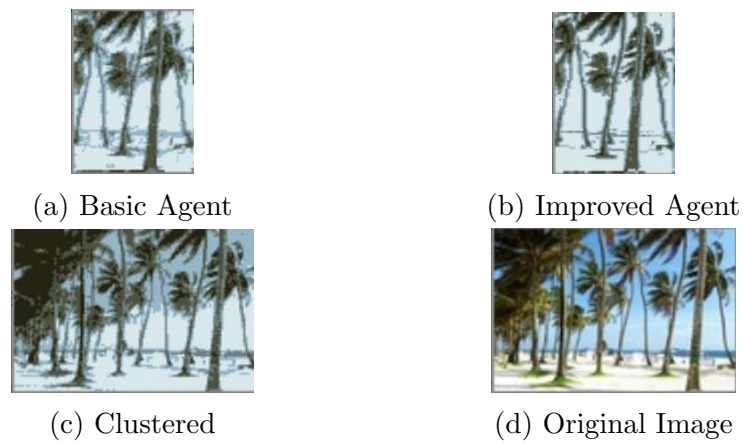 (a) Basic Agent
(b) Improved Agent
(c) Clustered
(d) Original Image